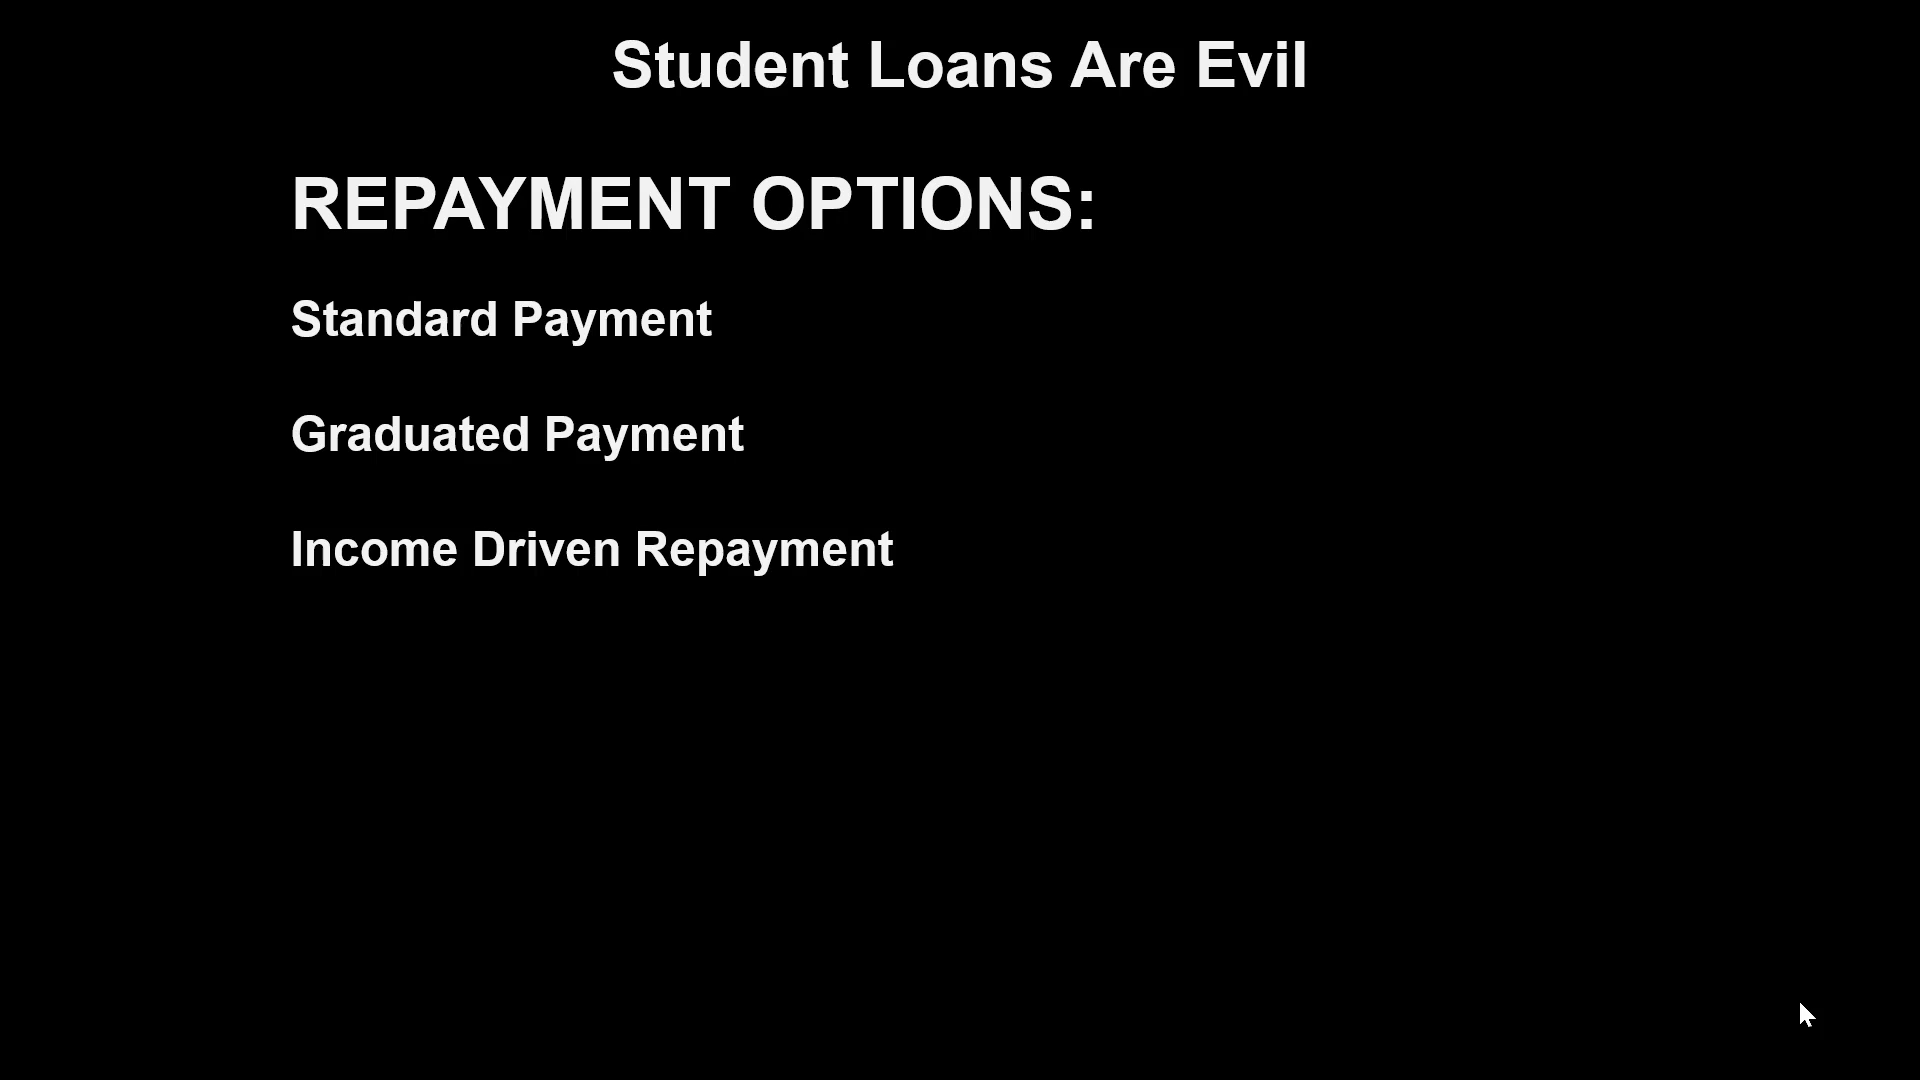 Student Loans Are Evil
REPAYMENT OPTIONS:
Standard Payment
Graduated Payment
Income Driven Repayment